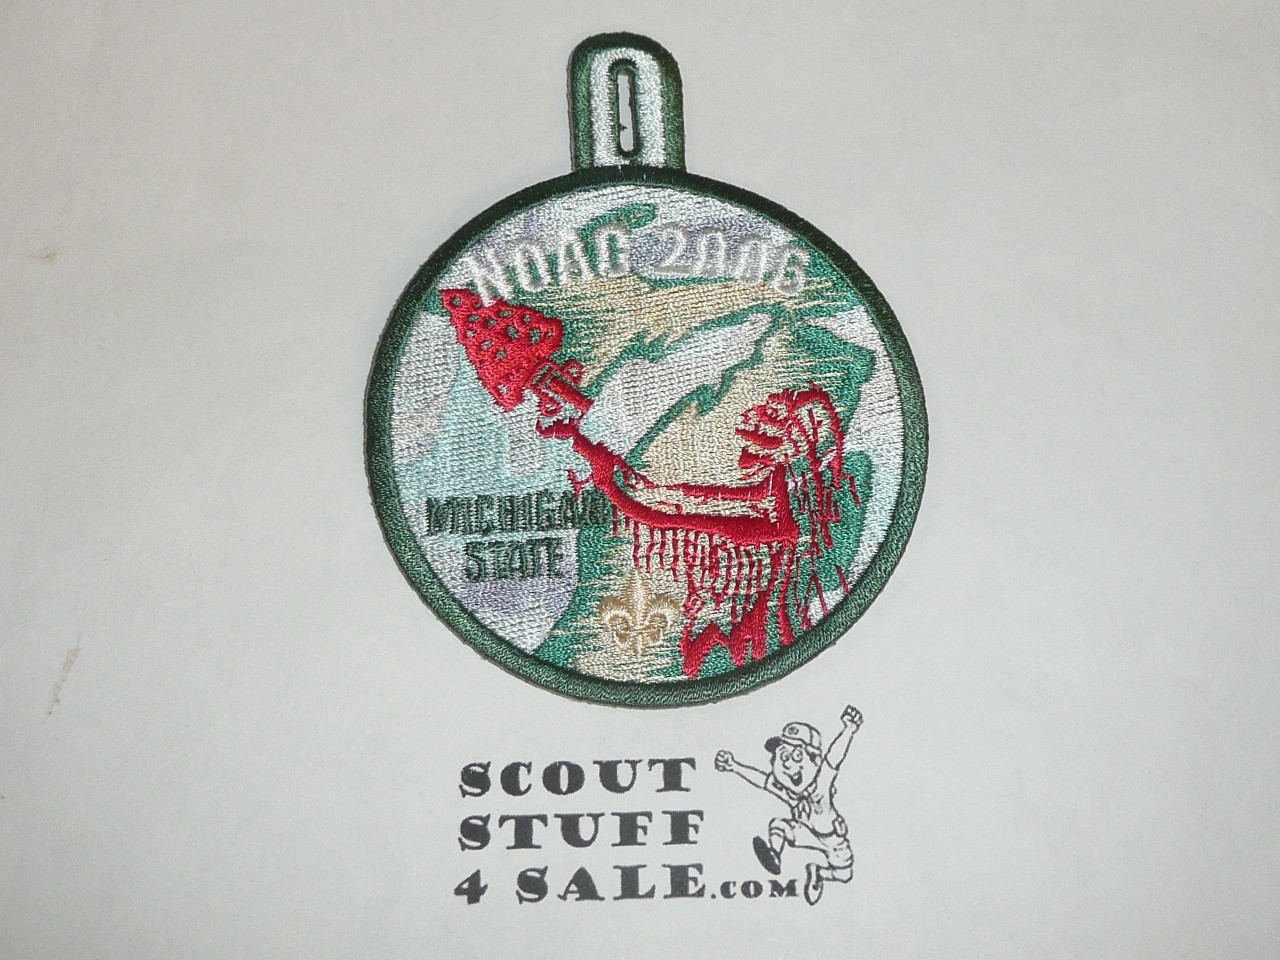 NOAC 2006
MICHIGAN
STATE
SCOUT
STUFF
4 SALE.COM